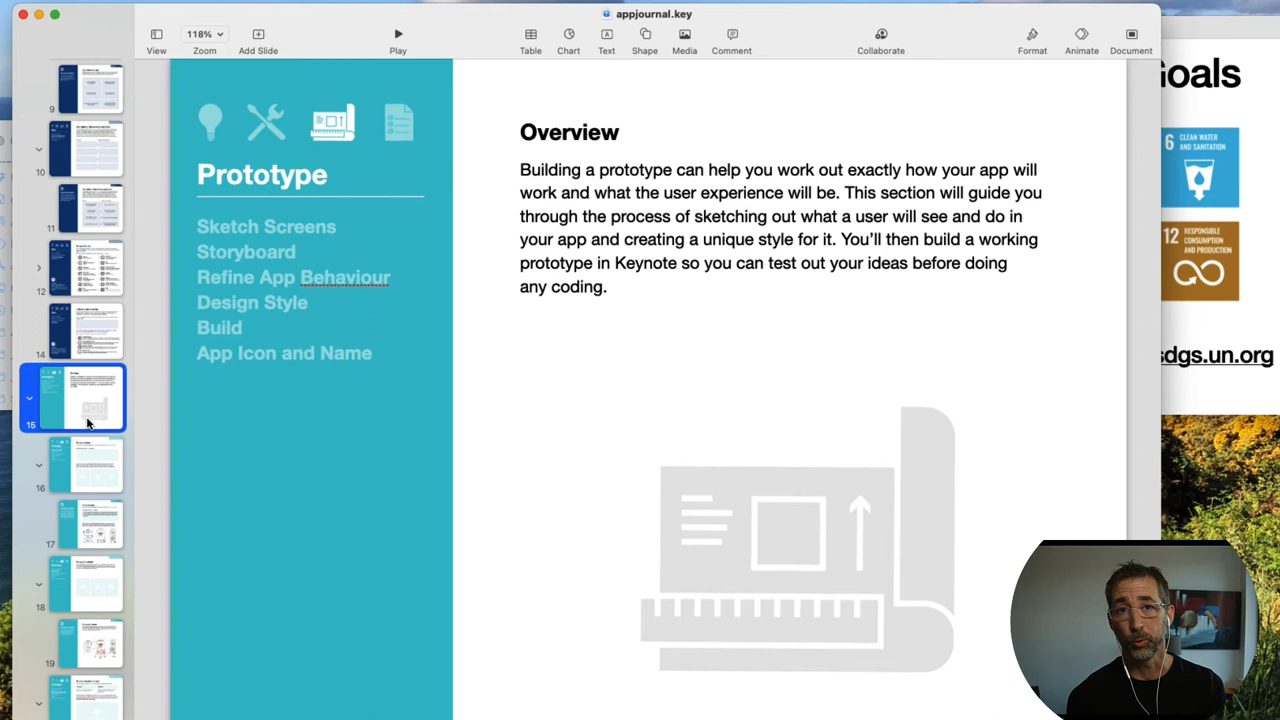 appjournal.key
118%
View
Zoom
Add Slide
Play
Table
Chart
Text
Shape
Media
Comment
Collaborate
Format
Animate
Document
9
10
11
12
14
15
16
17
18
19
Prototype
Sketch Screens
Storyboard
Refine App Behaviour
Design Style
Build
App Icon and Name
Overview
Building a prototype can help you work out exactly how your app will
work and what the user experience will be. This section will guide you
through the process of sketching out what a user will see and do in
your app and creating a unique style for it. You’ll then build a working
prototype in Keynote so you can test out your ideas before doing
any coding.
Goals
6 CLEAN WATER
AND SANITATION
12 RESPONSIBLE
CONSUMPTION
AND PRODUCTION
sdgs.un.org